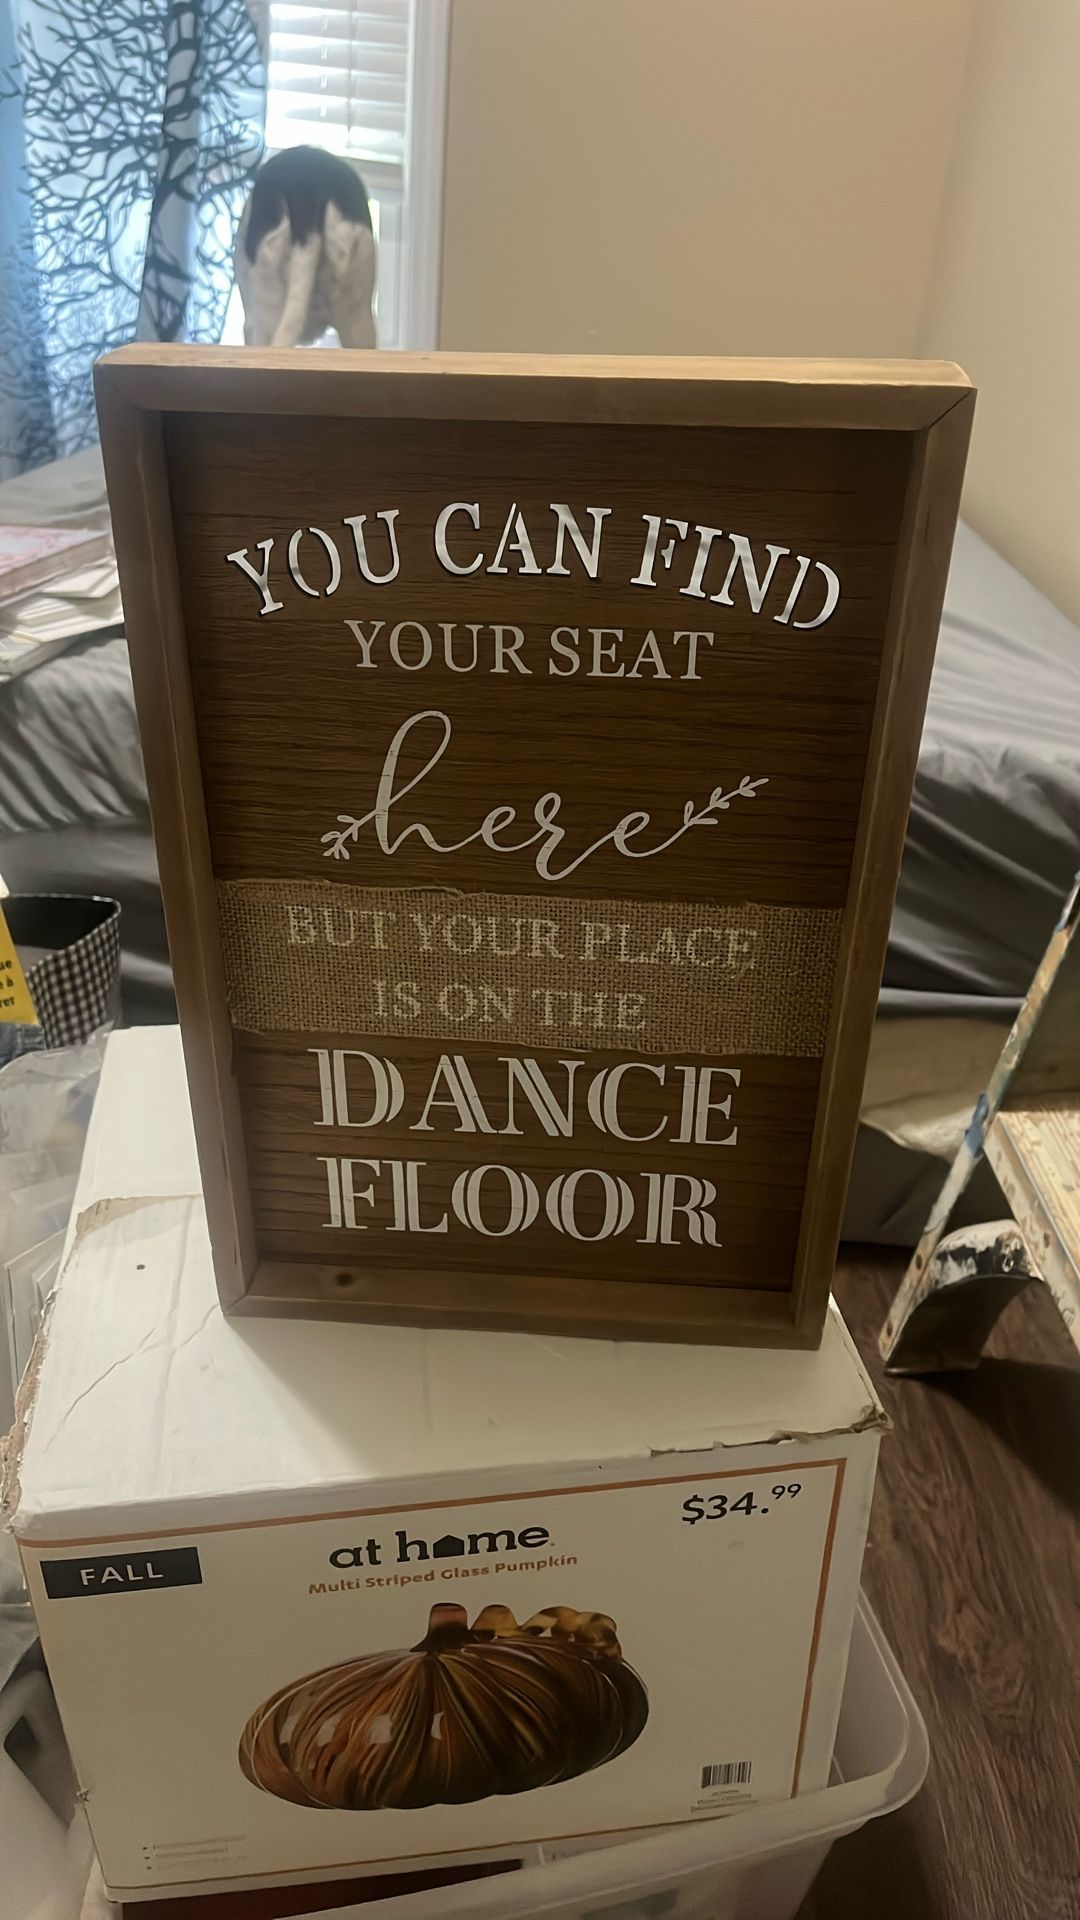 YOU CAN FIND
YOUR SEAT
here
BUT YOUR PLACE
IS ON THE
DANCE
FLOOR
$34.99
at home
FALL
Multi Striped Glass Pumpkin